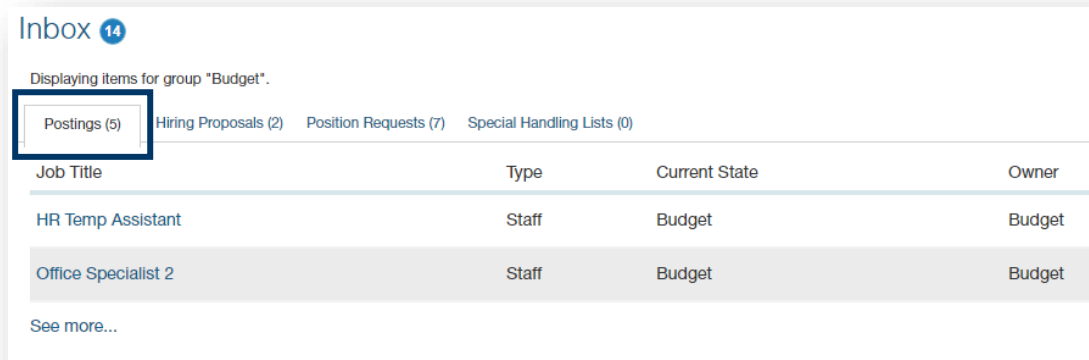 Inbox 14
Displaying items for group "Budget".
Postings (5) Hiring Proposals (2) Position Requests (7) Special Handling Lists (0)
Job Title Type Current State Owner
HR Temp Assistant Staff Budget Budget
Office Specialist 2 Staff Budget Budget
See more...